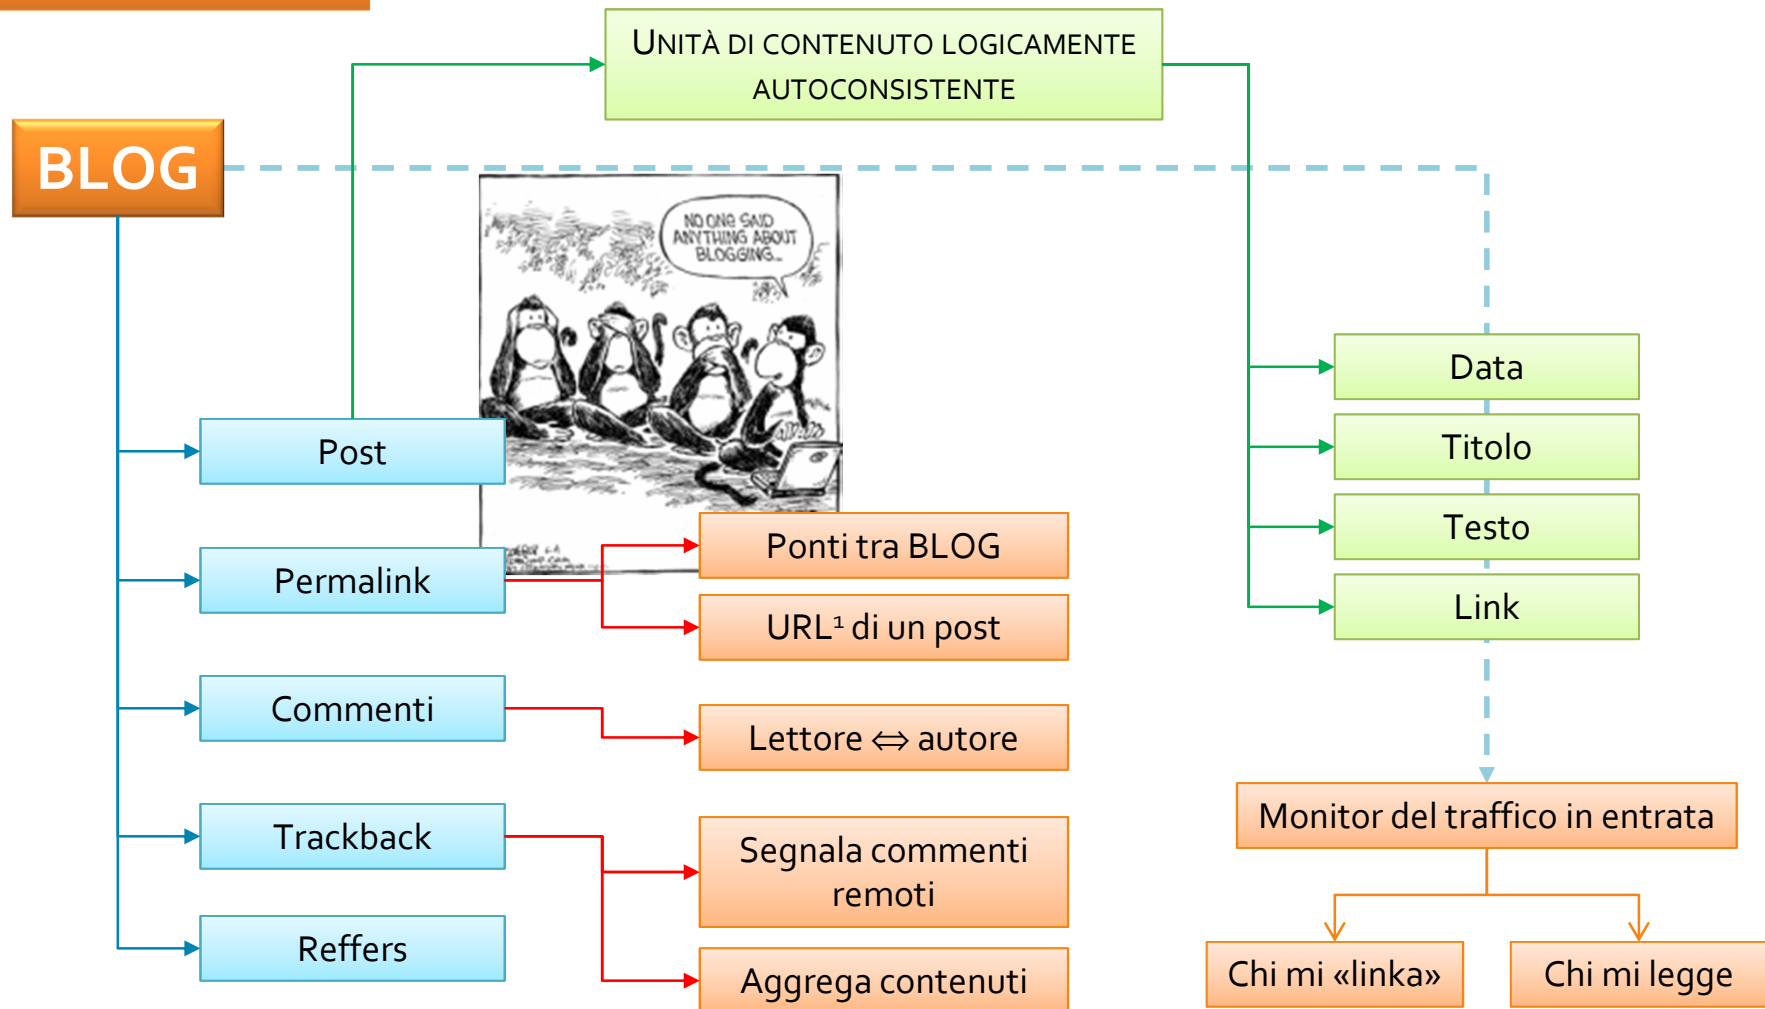 UNITÀ DI CONTENUTO LOGICAMENTE
AUTOCONSISTENTE
BLOG
NO ONE SAID
ANYTHING ABOUT
BLOGGING...
Data
Titolo
Testo
Link
Post
Permalink
Commenti
Trackback
Reffers
Ponti tra BLOG
URL¹ di un post
Lettore ⇔ autore
Segnala commenti
remoti
Aggrega contenuti
Monitor del traffico in entrata
Chi mi «linka»
Chi mi legge